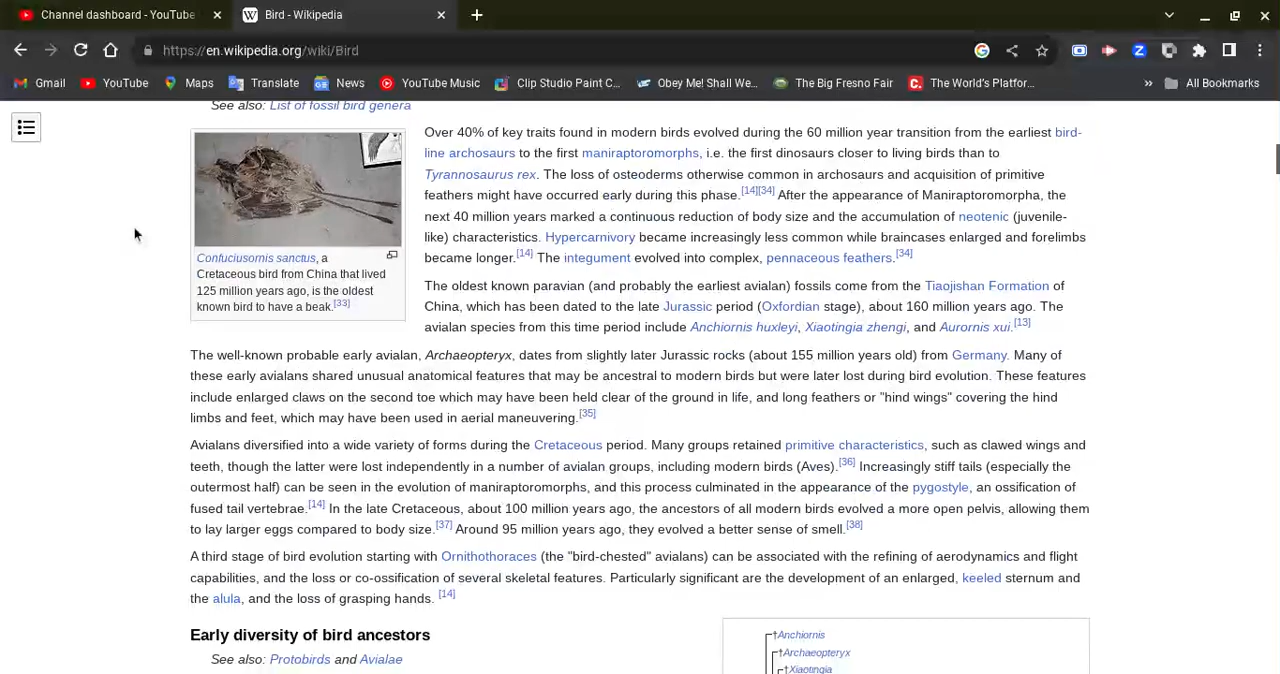 Channel dashboard - YouTube
Bird - Wikipedia
https://en.wikipedia.org/wiki/Bird
Gmail YouTube Maps Translate News YouTube Music Clip Studio Paint C... Obey Me! Shall We... The Big Fresno Fair The World's Platfor... » All Bookmarks
See also: List of fossil bird genera
Confuciusornis sanctus, a
Cretaceous bird from China that lived
125 million years ago, is the oldest
known bird to have a beak.[33]
Over 40% of key traits found in modern birds evolved during the 60 million year transition from the earliest bird-
line archosaurs to the first maniraptoromorphs, i.e. the first dinosaurs closer to living birds than to
Tyrannosaurus rex. The loss of osteoderms otherwise common in archosaurs and acquisition of primitive
feathers might have occurred early during this phase.[14][34] After the appearance of Maniraptoromorpha, the
next 40 million years marked a continuous reduction of body size and the accumulation of neotenic (juvenile-
like) characteristics. Hypercarnivory became increasingly less common while braincases enlarged and forelimbs
became longer.[14] The integument evolved into complex, pennaceous feathers.[34]
The oldest known paravian (and probably the earliest avialan) fossils come from the Tiaojishan Formation of
China, which has been dated to the late Jurassic period (Oxfordian stage), about 160 million years ago. The
avialan species from this time period include Anchiornis huxleyi, Xiaotingia zhengi, and Aurornis xui.[13]
The well-known probable early avialan, Archaeopteryx, dates from slightly later Jurassic rocks (about 155 million years old) from Germany. Many of
these early avialans shared unusual anatomical features that may be ancestral to modern birds but were later lost during bird evolution. These features
include enlarged claws on the second toe which may have been held clear of the ground in life, and long feathers or "hind wings" covering the hind
limbs and feet, which may have been used in aerial maneuvering.[35]
Avialans diversified into a wide variety of forms during the Cretaceous period. Many groups retained primitive characteristics, such as clawed wings and
teeth, though the latter were lost independently in a number of avialan groups, including modern birds (Aves).[36] Increasingly stiff tails (especially the
outermost half) can be seen in the evolution of maniraptoromorphs, and this process culminated in the appearance of the pygostyle, an ossification of
fused tail vertebrae.[14] In the late Cretaceous, about 100 million years ago, the ancestors of all modern birds evolved a more open pelvis, allowing them
to lay larger eggs compared to body size.[37] Around 95 million years ago, they evolved a better sense of smell.[38]
A third stage of bird evolution starting with Ornithothoraces (the "bird-chested" avialans) can be associated with the refining of aerodynamics and flight
capabilities, and the loss or co-ossification of several skeletal features. Particularly significant are the development of an enlarged, keeled sternum and
the alula, and the loss of grasping hands. [14]
Early diversity of bird ancestors
See also: Protobirds and Avialae
†Anchiornis
†Archaeopteryx
†Xiaotingia